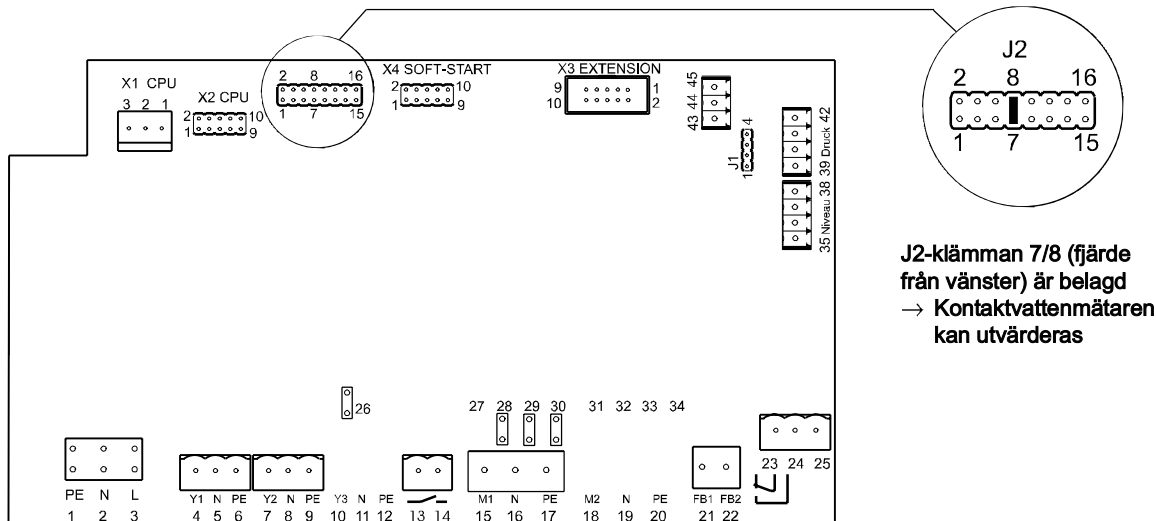 J2
2 8 16
1 7 15
J2-klämman 7/8 (fjärde
från vänster) är belagd
→ Kontaktvattenmätaren
kan utvärderas
X1 CPU
3 2 1
X2 CPU
2 10
1 9
2 8 16
1 7 15
X4 SOFT-START
2 10
1 9
X3 EXTENSION
9 1
10 2
43 44 45
J1
1 4
39 Druck 42
35 Niveau 38
26
27 28 29 30 31 32 33 34
23 24 25
PE N L
1 2 3
Y1 N PE
4 5 6
Y2 N PE
7 8 9
Y3 N PE
10 11 12
13 14
M1 N PE
15 16 17
M2 N PE
18 19 20
FB1 FB2
21 22